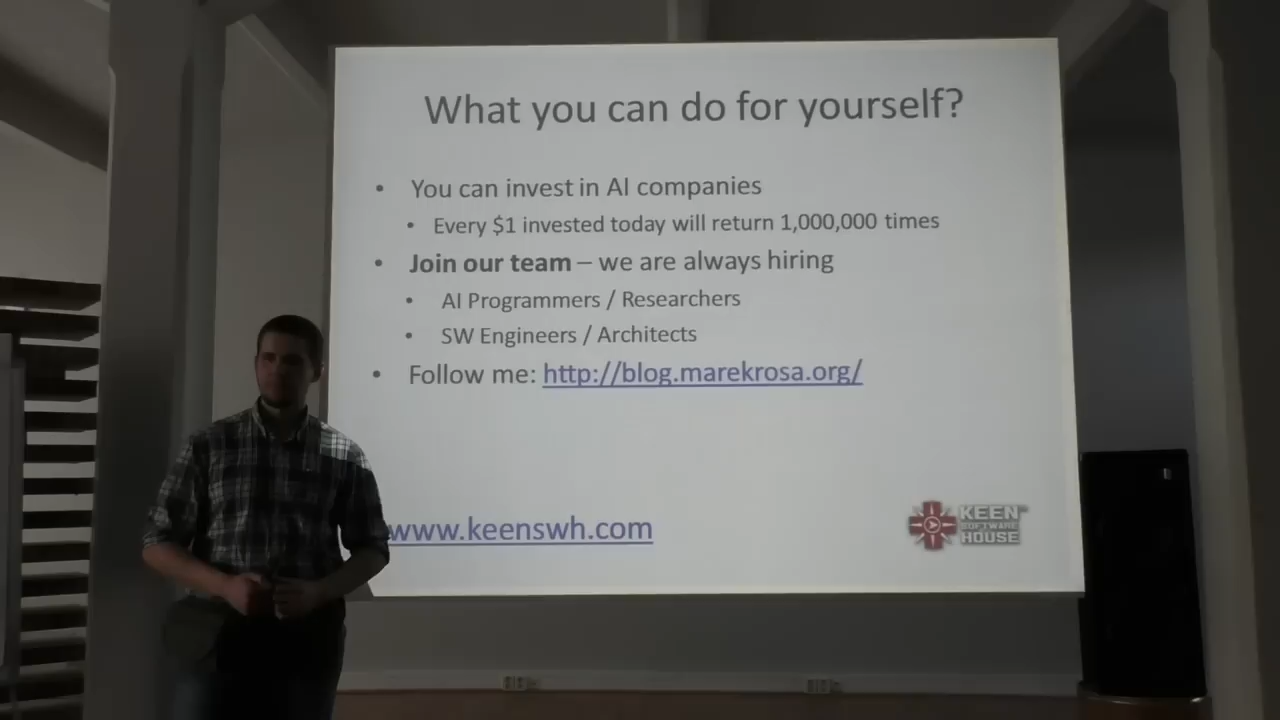 What you can do for yourself?
• You can invest in AI companies
• Every $1 invested today will return 1,000,000 times
• Join our team – we are always hiring
• AI Programmers / Researchers
• SW Engineers / Architects
• Follow me: http://blog.marekrosa.org/
www.keenswh.com
KEEN
SOFTWARE
HOUSE